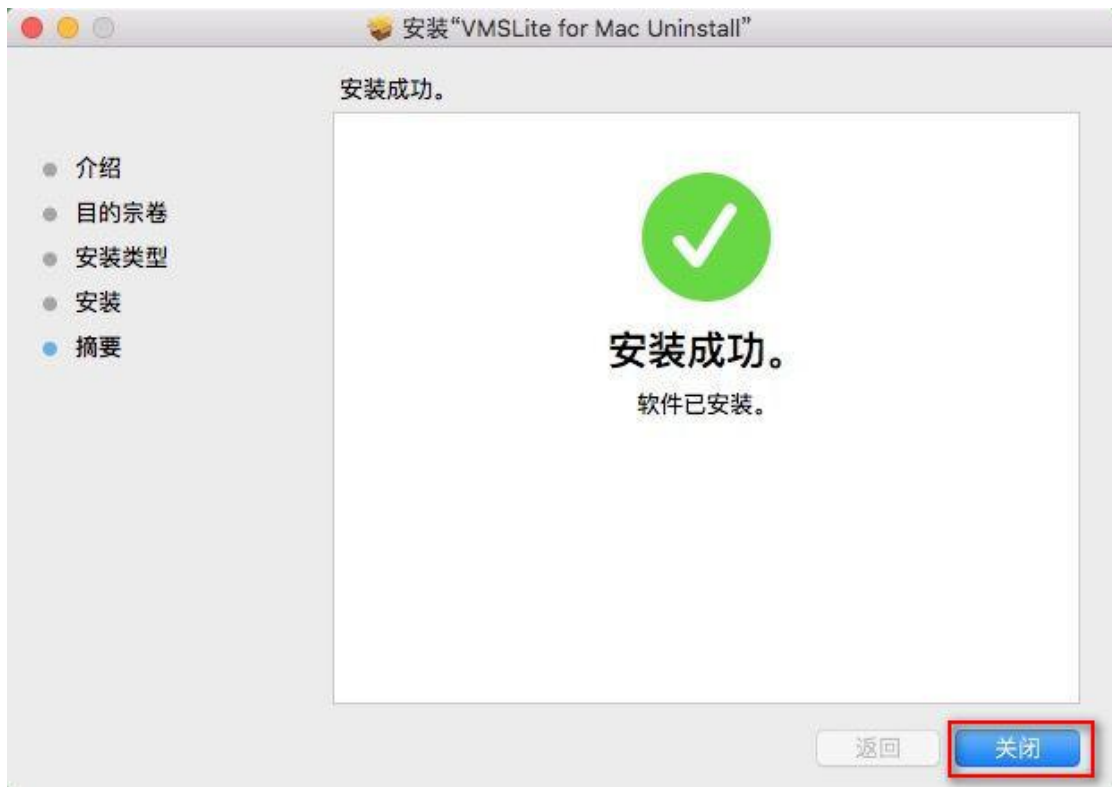 安装“VMSLite for Mac Uninstall”
安装成功。
介绍
目的宗卷
安装类型
安装
摘要
安装成功。
软件已安装。
返回
关闭